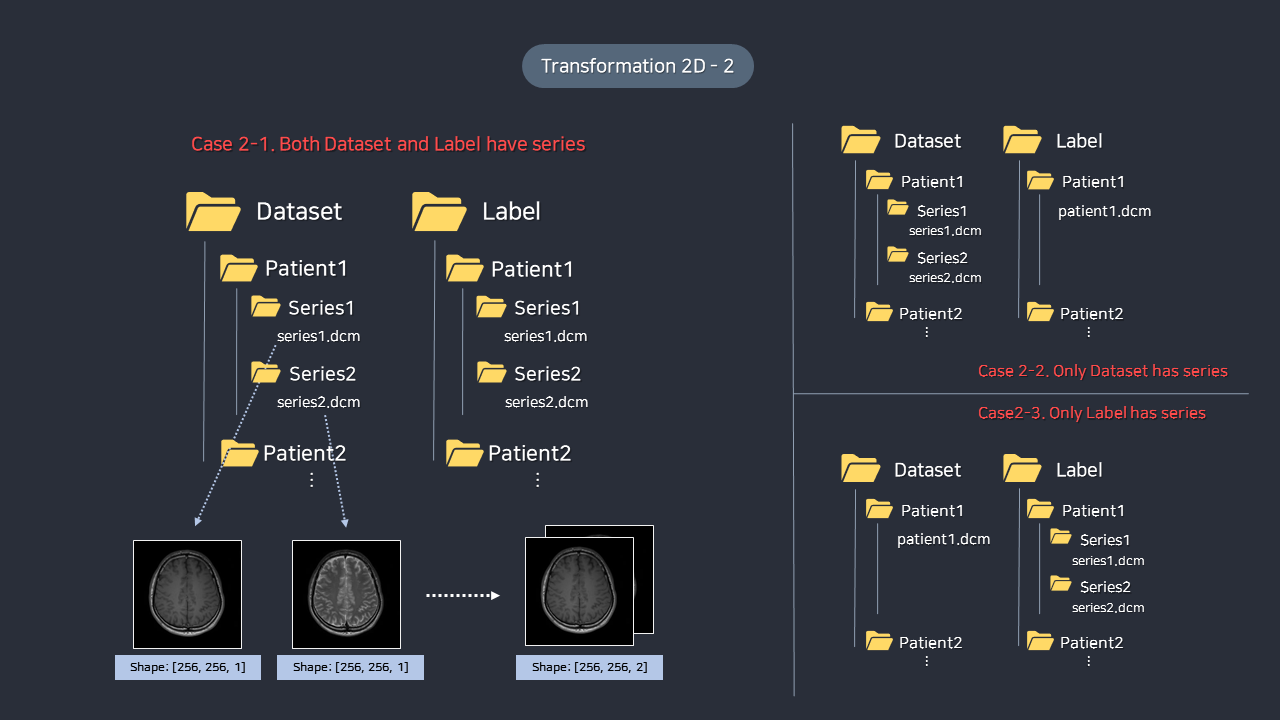 Transformation 2D - 2
Case 2-1. Both Dataset and Label have series
Dataset
Patient1
Series1
series1.dcm
Series2
series2.dcm
Patient2
Label
Patient1
Series1
series1.dcm
Series2
series2.dcm
Patient2
Shape: [256, 256, 1]
Shape: [256, 256, 1]
Shape: [256, 256, 2]
Dataset
Patient1
Series1
series1.dcm
Series2
series2.dcm
Patient2
Label
Patient1
patient1.dcm
Patient2
Case 2-2. Only Dataset has series
Case2-3. Only Label has series
Dataset
Patient1
patient1.dcm
Patient2
Label
Patient1
Series1
series1.dcm
Series2
series2.dcm
Patient2